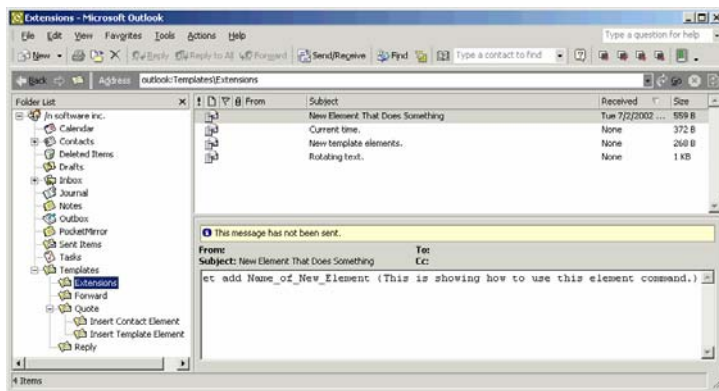 Extensions - Microsoft Outlook
File Edit View Favorites Tools Actions Help
Type a question for help
New Reply Reply to All Forward Send/Receive Find Type a contact to find
Back Address outlook:Templates\Extensions Go
Folder List
/n software inc.
Calendar
Contacts
Deleted Items
Drafts
Inbox
Journal
Notes
Outbox
PocketMirror
Sent Items
Tasks
Templates
Extensions
Forward
Quote
Insert Contact Element
Insert Template Element
Reply
From Subject Received Size
New Element That Does Something Tue 7/2/2002 ... 559 B
Current time. None 372 B
New template elements. None 260 B
Rotating text. None 1 KB
This message has not been sent.
From: To:
Subject: New Element That Does Something Cc:
et add Name_of_New_Element (This is showing how to use this element command.)
4 Items